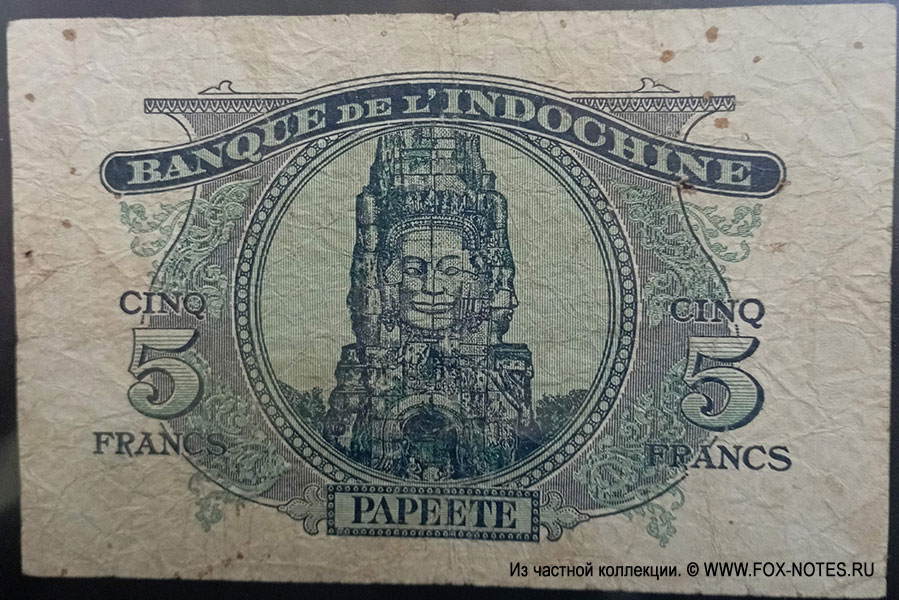 BANQUE DE L'INDOCHINE
CINQ
5
FRANCS
CINQ
5
FRANCS
PAPEETE
Из частной коллекции. © WWW.FOX-NOTES.RU